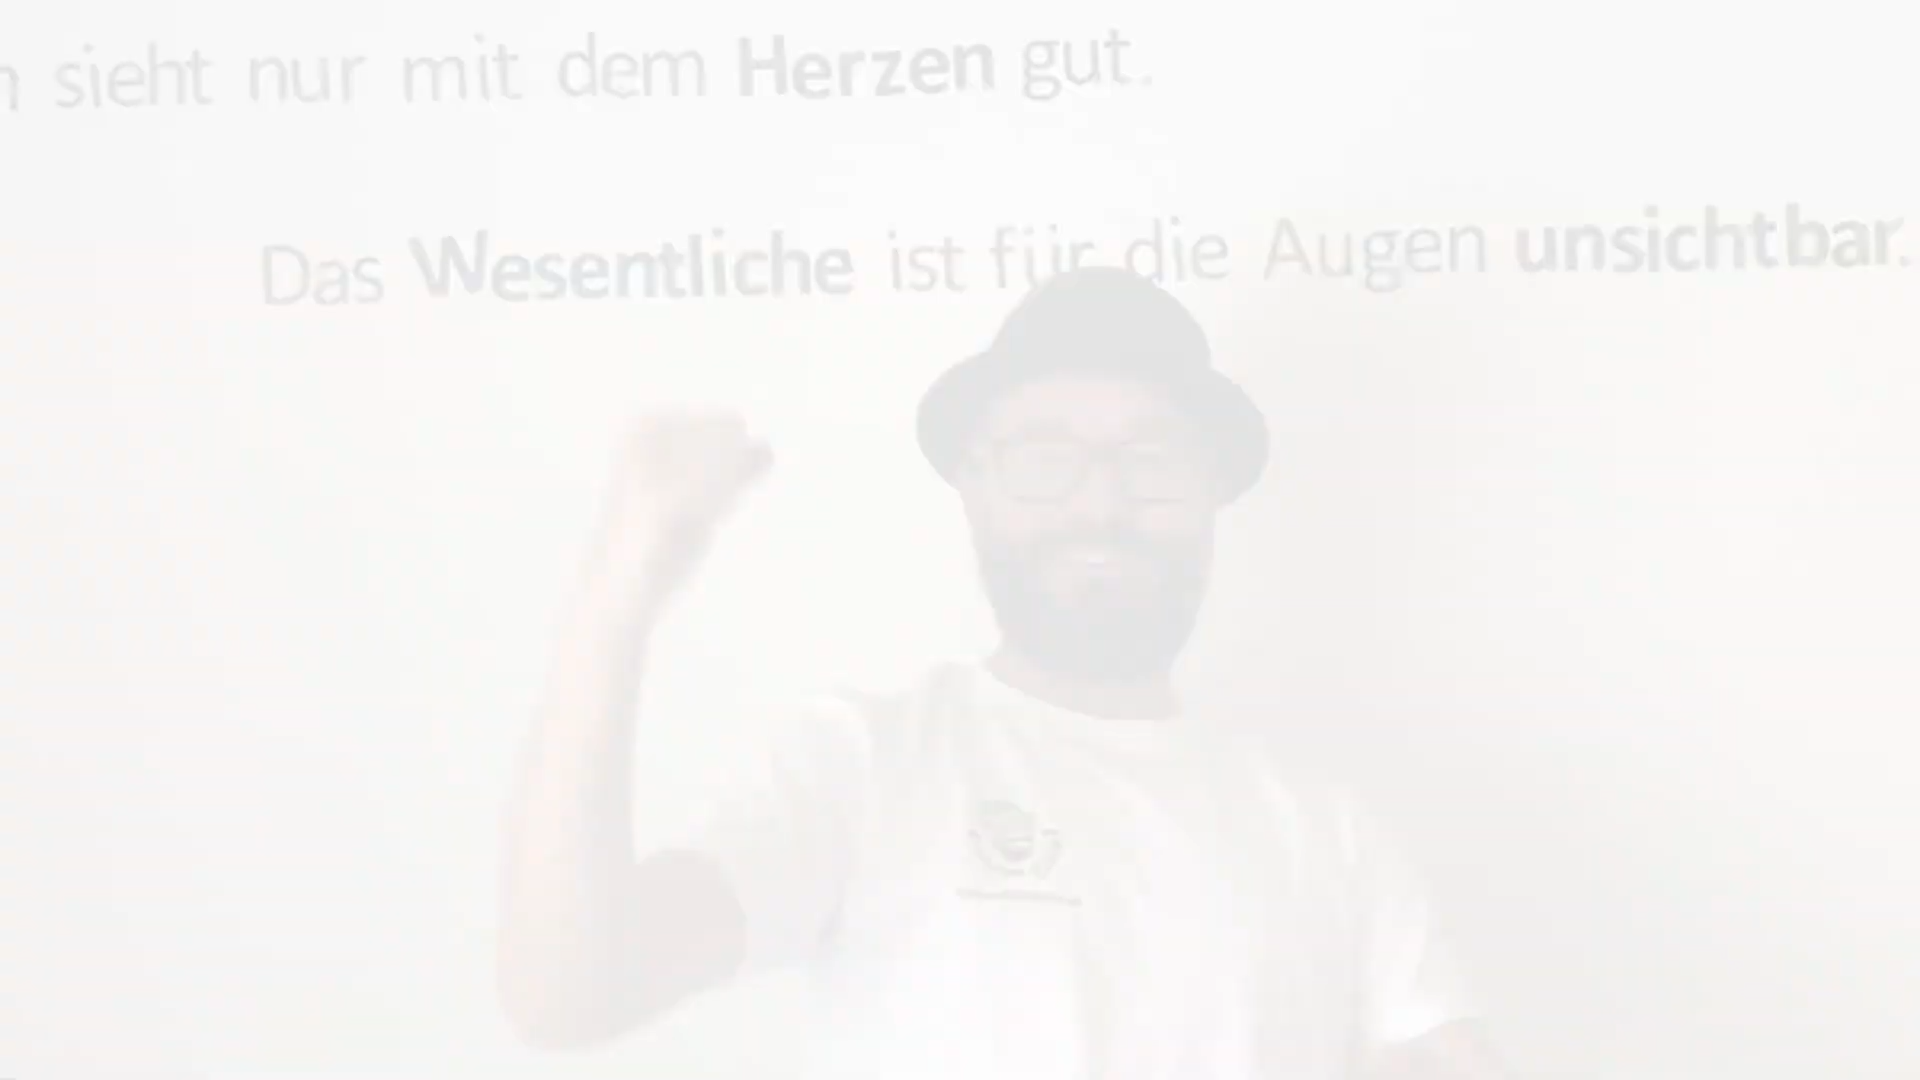 sieht nur mit dem Herzen gut.
Das Wesentliche ist für die Augen unsichtbar.